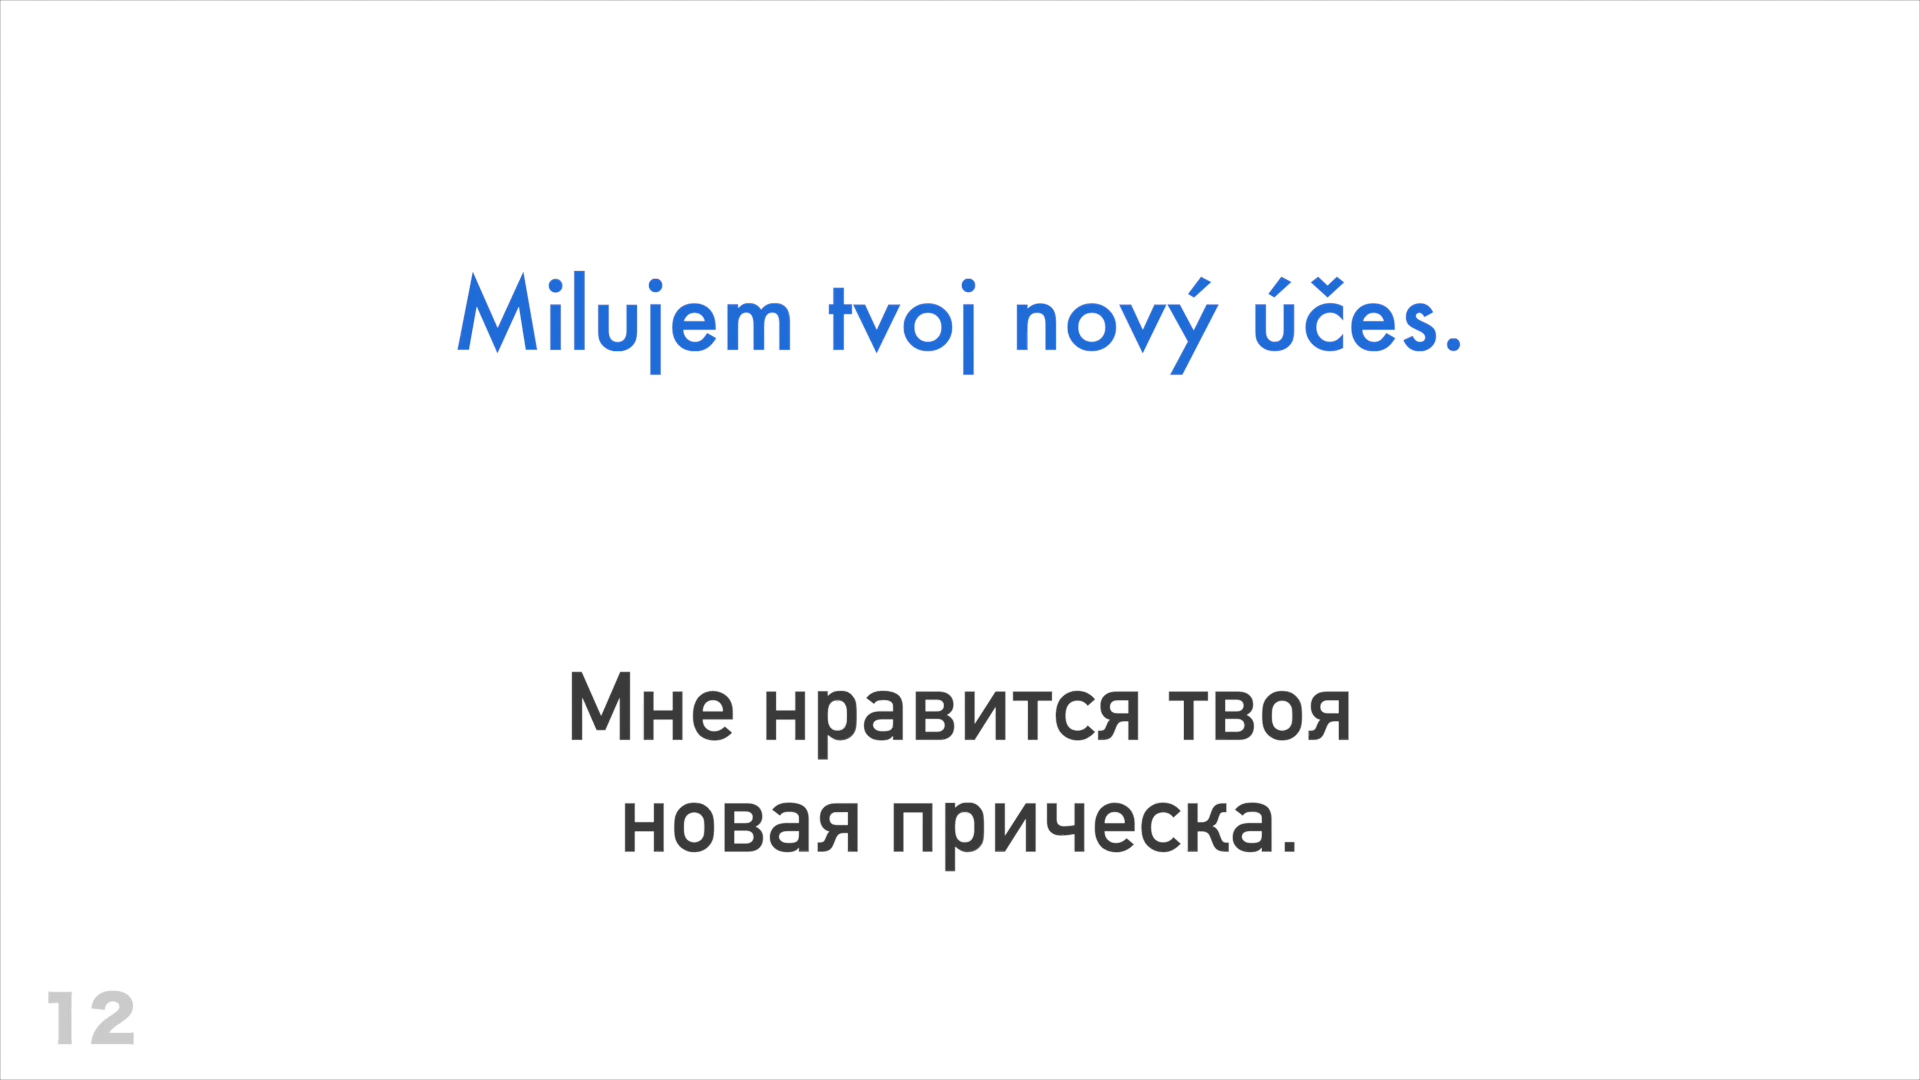 Milujem tvoj nový účes.
Мне нравится твоя
новая прическа.
12